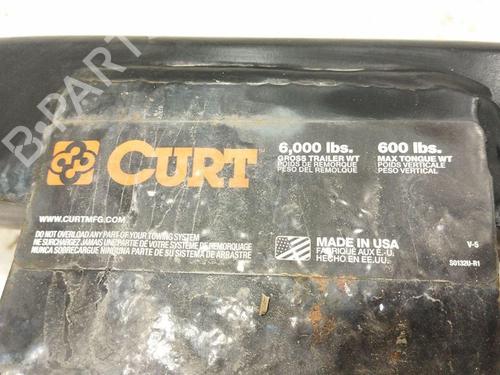 B-PARTS
CURT
6,000 lbs.
GROSS TRAILER WT
POIDS DE REMORQUE
PESO DEL REMOLQUE
600 lbs.
MAX TONGUE WT
POIDS VERTICALE
PESO VERTICAL
WWW.CURTMFG.COM
DO NOT OVERLOAD ANY PART OF YOUR TOWING SYSTEM
NE SURCHARGEZ JAMAIS UNE PARTIE DE VOTRE SYSTÈME DE REMORQUAGE
NUNCA SOBRECARGUE NINGUNA PARTE DE SU SISTEMA DE ARRASTRE
MADE IN USA
FABRIQUÉ AUX E.-U.
HECHO EN EE.UU.
V-5
S0132U-R1